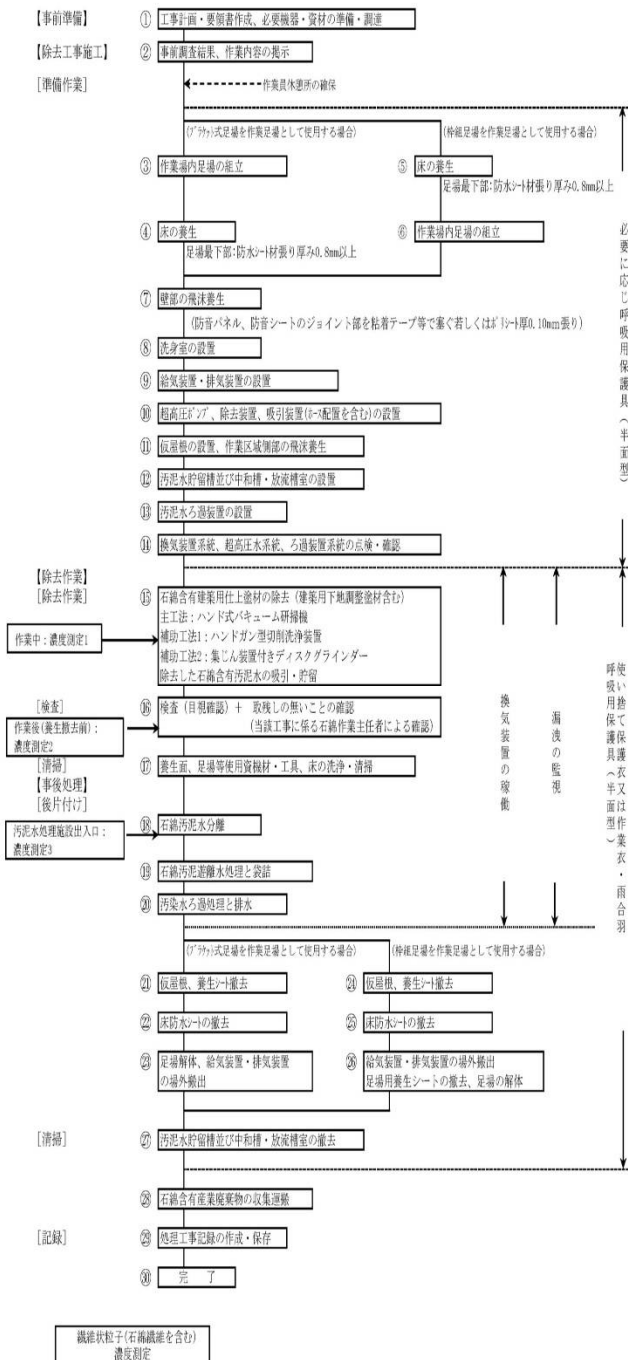 【事前準備】
① 工事計画・要領書作成、必要機器・資材の準備・調達
【除去工事施工】
② 事前調査結果、作業内容の掲示
[準備作業]
作業員休憩所の確保
(ブラケット式足場を作業足場として使用する場合)
(枠組足場を作業足場として使用する場合)
③ 作業場内足場の組立
⑤ 床の養生
足場最下部:防水シート材張り厚み0.8mm以上
④ 床の養生
足場最下部:防水シート材張り厚み0.8mm以上
⑥ 作業場内足場の組立
⑦ 壁部の飛沫養生
(防音パネル、防音シートのジョイント部を粘着テープ等で塞ぐ若しくはポリシート厚0.10mm張り)
⑧ 洗身室の設置
⑨ 給気装置・排気装置の設置
⑩ 超高圧ポンプ、除去装置、吸引装置(ホース配置を含む)の設置
⑪ 仮屋根の設置、作業区域側部の飛沫養生
⑫ 汚泥水貯留槽並び中和槽・放流槽室の設置
⑬ 汚泥水ろ過装置の設置
⑭ 換気装置系統、超高圧水系統、ろ過装置系統の点検・確認
必要に応じ呼吸用保護具(半面型)
【除去作業】
[除去作業]
⑮ 石綿含有建築用仕上塗材の除去(建築用下地調整塗材含む)
主工法:ハンド式バキューム研掃機
補助工法1:ハンドガン型切削洗浄装置
補助工法2:集じん装置付きディスクグラインダー
除去した石綿含有汚泥水の吸引・貯留
作業中:濃度測定1
[検査]
⑯ 検査(目視確認)+ 取残しの無いことの確認
(当該工事に係る石綿作業主任者による確認)
作業後(養生撤去前):
濃度測定2
[清掃]
⑰ 養生面、足場等使用資機材・工具、床の洗浄・清掃
【事後処理】
[後片付け]
⑱ 石綿汚泥水分離
汚泥水処理施設出入口:
濃度測定3
⑲ 石綿汚泥遊離水処理と袋詰
⑳ 汚染水ろ過処理と排水
換気装置の稼働
漏洩の監視
使い捨て保護衣又は作業衣・雨合羽
呼吸用保護具(半面型)
(ブラケット式足場を作業足場として使用する場合)
(枠組足場を作業足場として使用する場合)
㉑ 仮屋根、養生シート撤去
㉔ 仮屋根、養生シート撤去
㉒ 床防水シートの撤去
㉕ 床防水シートの撤去
㉓ 足場解体、給気装置・排気装置
の場外搬出
㉖ 給気装置・排気装置の場外搬出
足場用養生シートの撤去、足場の解体
[清掃]
㉗ 汚泥水貯留槽並び中和槽・放流槽室の撤去
㉘ 石綿含有産業廃棄物の収集運搬
[記録]
㉙ 処理工事記録の作成・保存
㉚ 完 了
繊維状粒子(石綿繊維を含む)
濃度測定